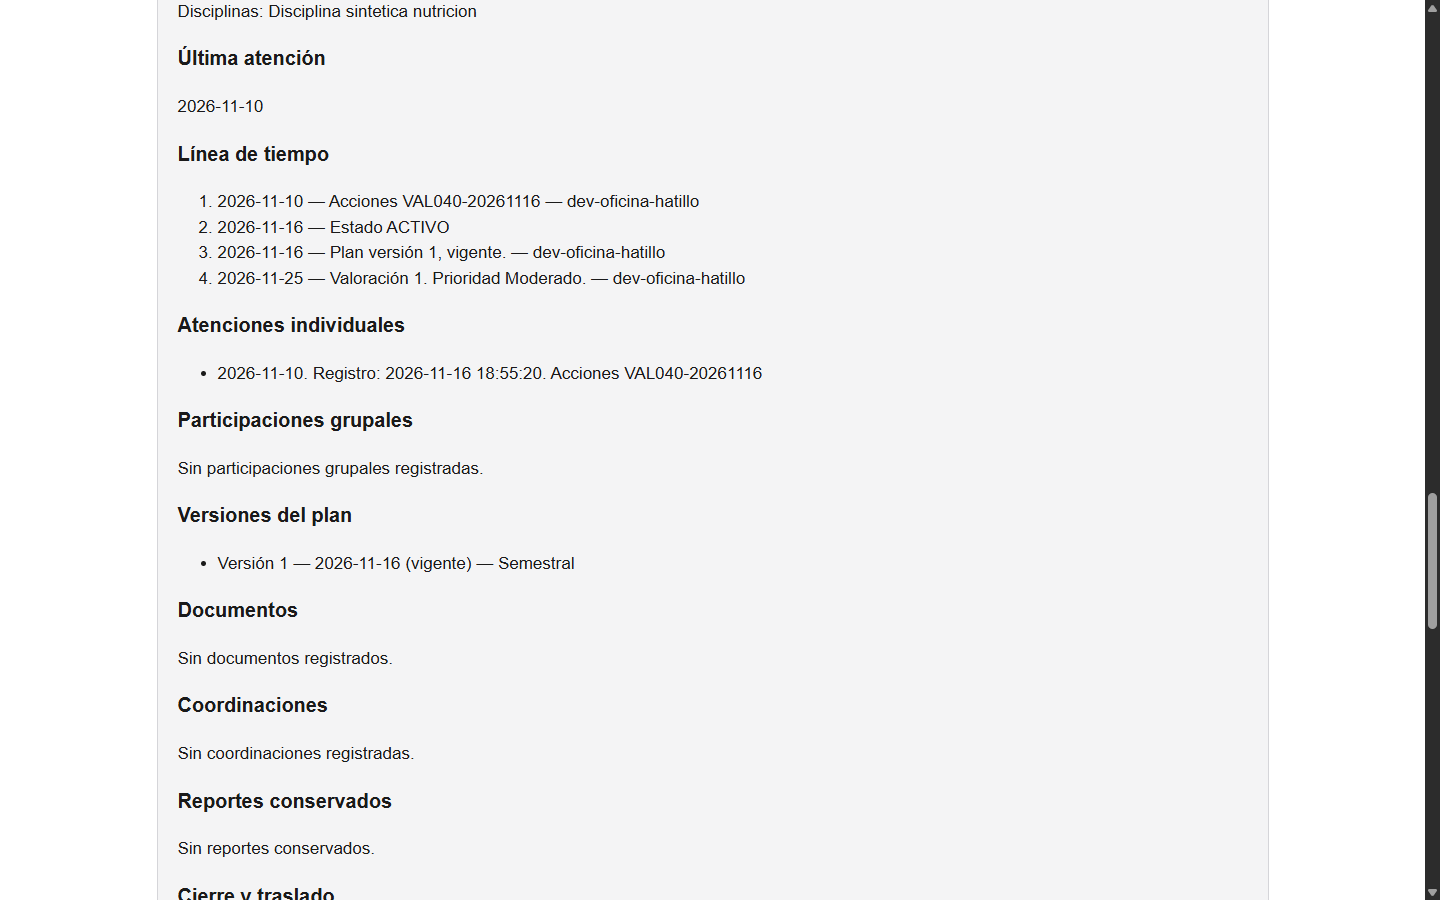 Disciplinas: Disciplina sintetica nutricion
Última atención
2026-11-10
Línea de tiempo
1. 2026-11-10 — Acciones VAL040-20261116 — dev-oficina-hatillo
2. 2026-11-16 — Estado ACTIVO
3. 2026-11-16 — Plan versión 1, vigente. — dev-oficina-hatillo
4. 2026-11-25 — Valoración 1. Prioridad Moderado. — dev-oficina-hatillo
Atenciones individuales
• 2026-11-10. Registro: 2026-11-16 18:55:20. Acciones VAL040-20261116
Participaciones grupales
Sin participaciones grupales registradas.
Versiones del plan
• Versión 1 — 2026-11-16 (vigente) — Semestral
Documentos
Sin documentos registrados.
Coordinaciones
Sin coordinaciones registradas.
Reportes conservados
Sin reportes conservados.
Cierre y traslado